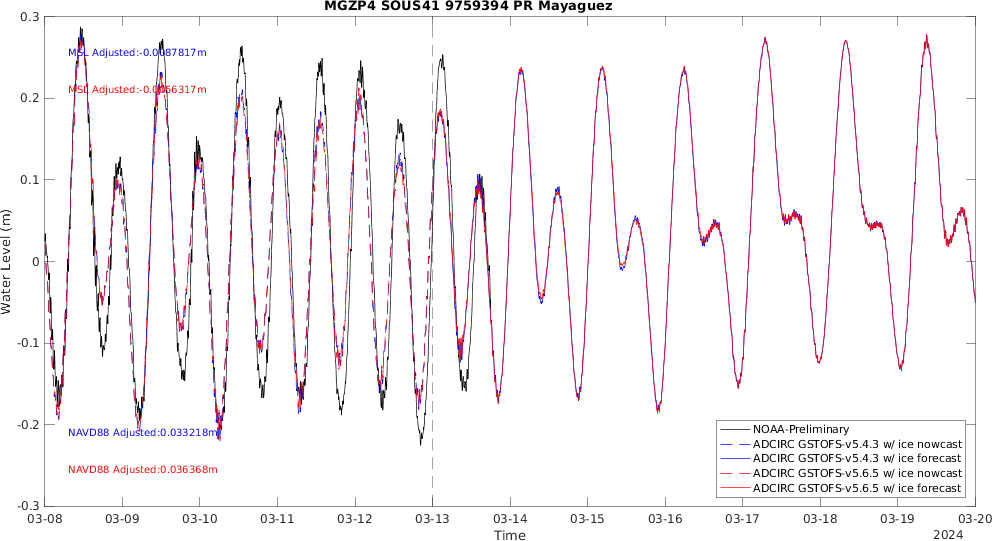 MGZP4 SOUS41 9759394 PR Mayaguez
0.3
0.2
0.1
0
-0.1
-0.2
-0.3
Water Level (m)
MSL Adjusted:-0.0087817m
MSL Adjusted:-0.0056317m
NAVD88 Adjusted:0.033218m
NAVD88 Adjusted:0.036368m
NOAA-Preliminary
ADCIRC GSTOFS-v5.4.3 w/ ice nowcast
ADCIRC GSTOFS-v5.4.3 w/ ice forecast
ADCIRC GSTOFS-v5.6.5 w/ ice nowcast
ADCIRC GSTOFS-v5.6.5 w/ ice forecast
03-08 03-09 03-10 03-11 03-12 03-13 03-14 03-15 03-16 03-17 03-18 03-19 03-20
Time
2024